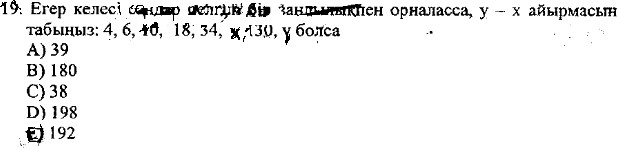 19. Егер келесі сандар белгілі бір заңдылықпен орналасса, у – х айырмасын
табыңыз: 4, 6, 10, 18, 34, х, 130, у болса
A) 39
B) 180
C) 38
D) 198
E) 192